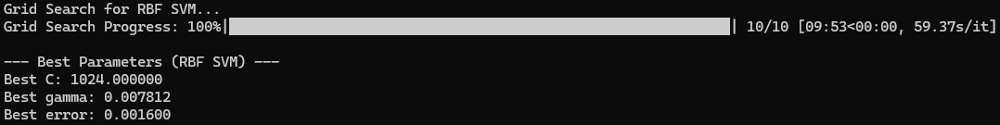 Grid Search for RBF SVM...
Grid Search Progress: 100%|██████████| 10/10 [09:53<00:00, 59.37s/it]
--- Best Parameters (RBF SVM) ---
Best C: 1024.000000
Best gamma: 0.007812
Best error: 0.001600